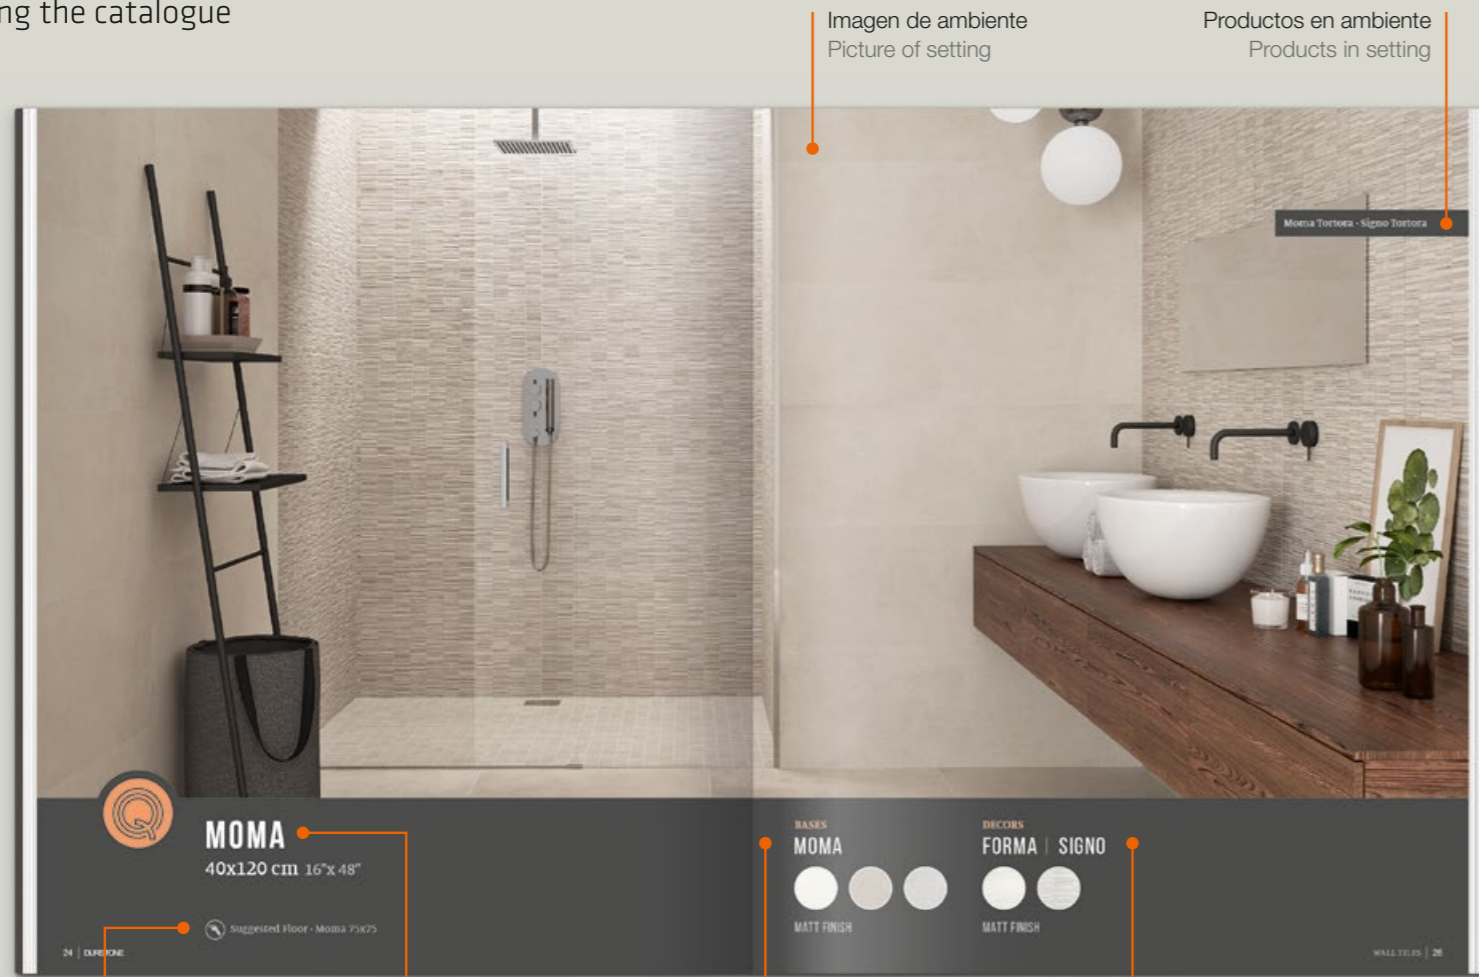 ng the catalogue
Imagen de ambiente
Picture of setting
Productos en ambiente
Products in setting
Moma Tortora - Signo Tortora
MOMA
40x120 cm 16"x 48"
Suggested Floor - Moma 75x75
24 | DURSTONE
BASES
MOMA
MATT FINISH
DECORS
FORMA | SIGNO
MATT FINISH
WALL TILES | 25